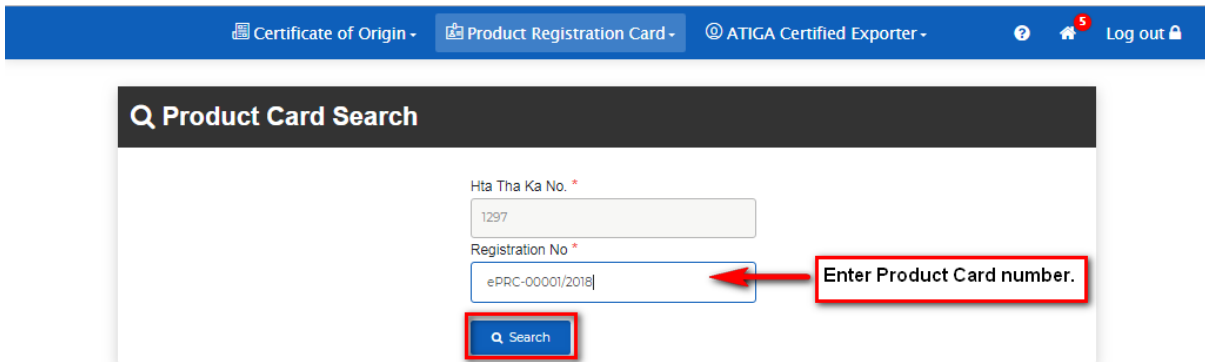 Certificate of Origin Product Registration Card ATIGA Certified Exporter ? 5 Log out
Product Card Search
Hta Tha Ka No. *
1297
Registration No *
ePRC-00001/2018
Enter Product Card number.
Search